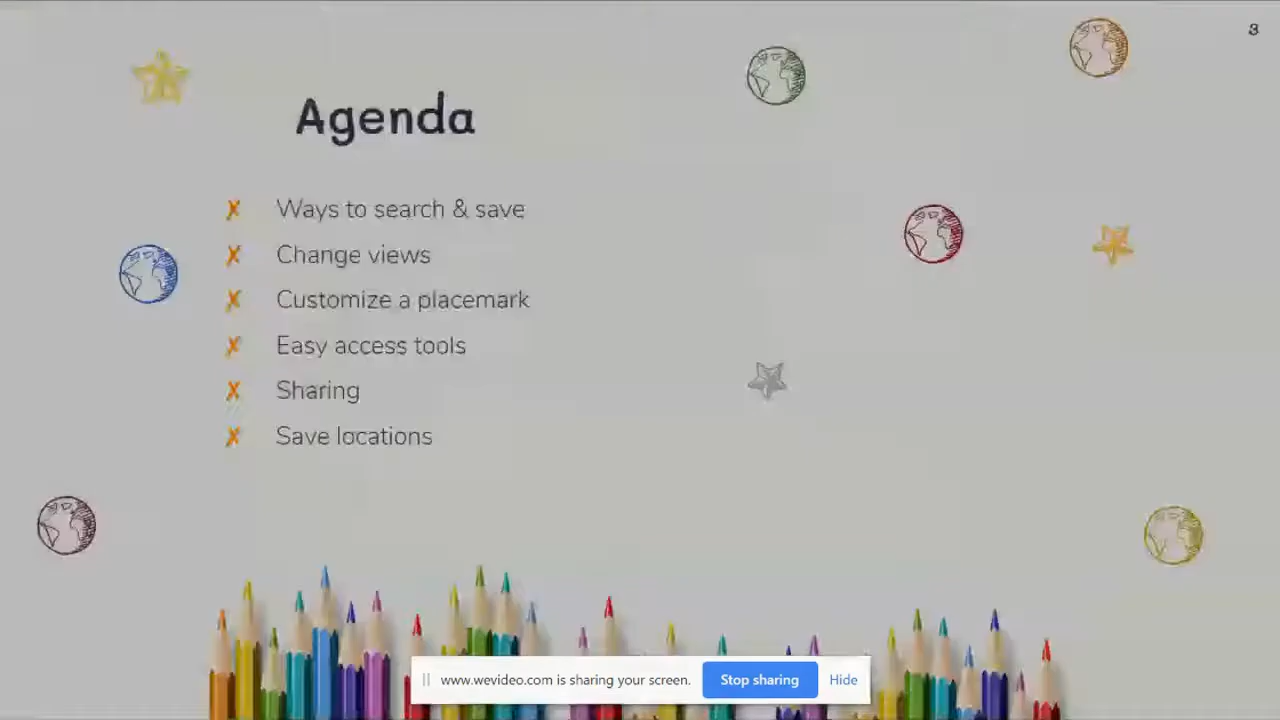 3
Agenda
Ways to search & save
Change views
Customize a placemark
Easy access tools
Sharing
Save locations
www.wevideo.com is sharing your screen.
Stop sharing
Hide